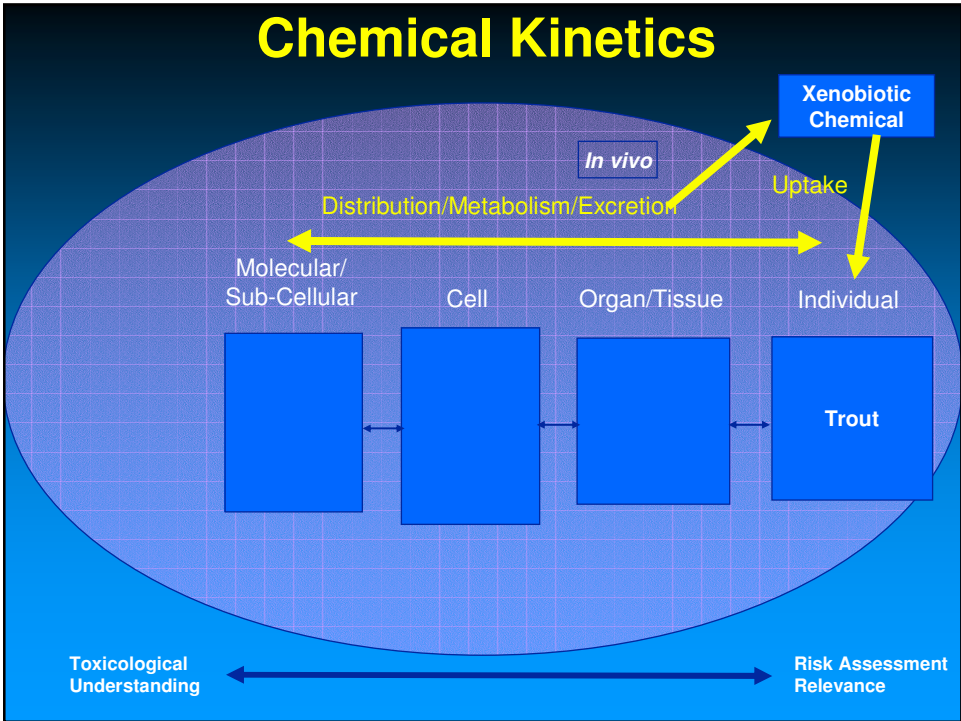 Chemical Kinetics
Xenobiotic
Chemical
In vivo
Uptake
Distribution/Metabolism/Excretion
Molecular/
Sub-Cellular
Cell
Organ/Tissue
Individual
Trout
Toxicological
Understanding
Risk Assessment
Relevance